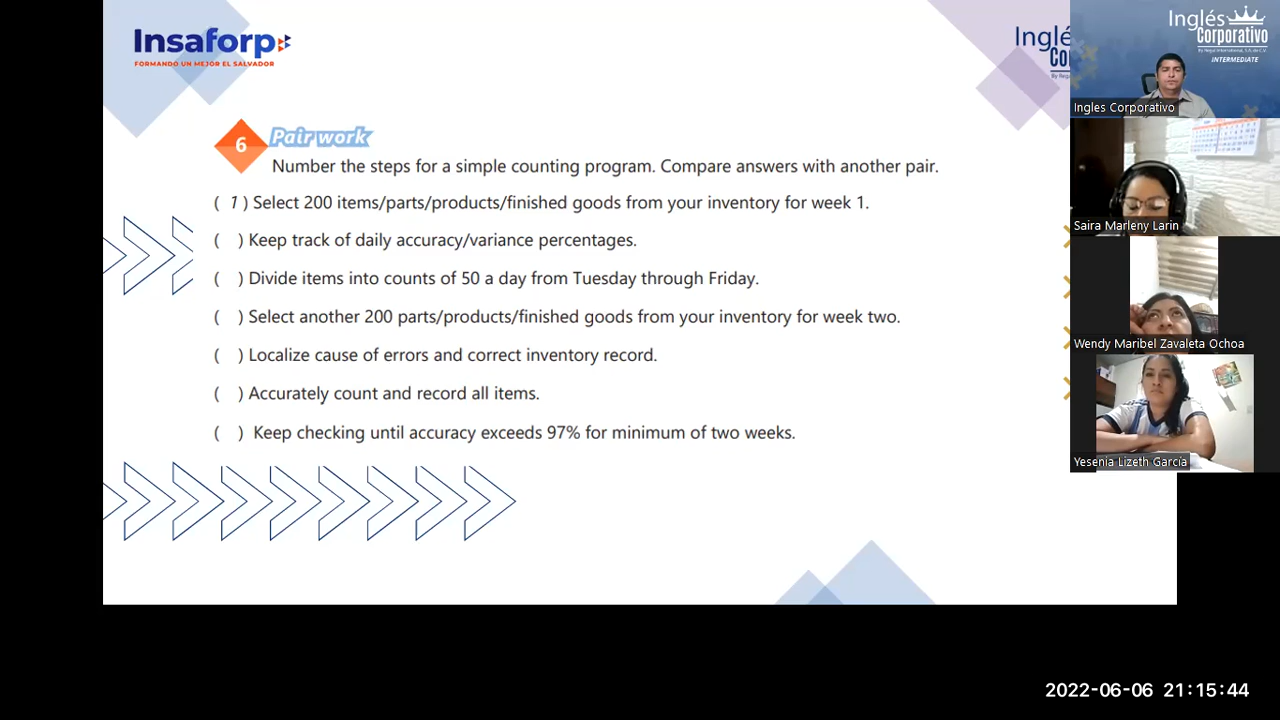 Insaforp
FORMANDO UN MEJOR EL SALVADOR
Inglés
Corporativo
By Regal International, S.A. de C.V.
INTERMEDIATE
Ingles Corporativo
6 Pair work
Number the steps for a simple counting program. Compare answers with another pair.
( 1 ) Select 200 items/parts/products/finished goods from your inventory for week 1.
( ) Keep track of daily accuracy/variance percentages.
( ) Divide items into counts of 50 a day from Tuesday through Friday.
( ) Select another 200 parts/products/finished goods from your inventory for week two.
( ) Localize cause of errors and correct inventory record.
( ) Accurately count and record all items.
( ) Keep checking until accuracy exceeds 97% for minimum of two weeks.
Saira Marleny Larin
Wendy Maribel Zavaleta Ochoa
Yesenia Lizeth García
2022-06-06 21:15:44